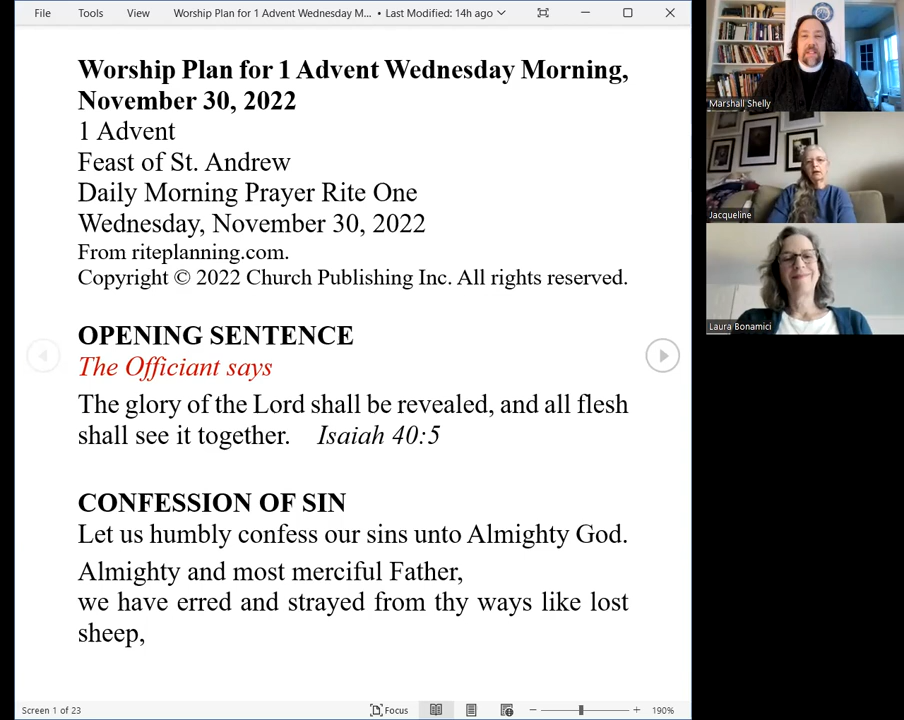 File Tools View Worship Plan for 1 Advent Wednesday M... • Last Modified: 14h ago
Worship Plan for 1 Advent Wednesday Morning,
November 30, 2022
1 Advent
Feast of St. Andrew
Daily Morning Prayer Rite One
Wednesday, November 30, 2022
From riteplanning.com.
Copyright © 2022 Church Publishing Inc. All rights reserved.
OPENING SENTENCE
The Officiant says
The glory of the Lord shall be revealed, and all flesh
shall see it together. Isaiah 40:5
CONFESSION OF SIN
Let us humbly confess our sins unto Almighty God.
Almighty and most merciful Father,
we have erred and strayed from thy ways like lost
sheep,
Screen 1 of 23 Focus 190%
Marshall Shelly
Jacqueline
Laura Bonamici